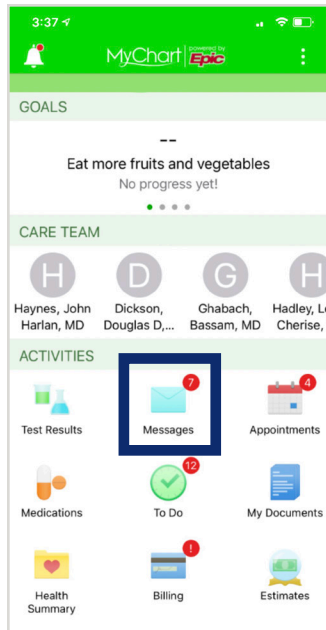 3:37
MyChart powered by Epic
GOALS
--
Eat more fruits and vegetables
No progress yet!
CARE TEAM
H D G H
Haynes, John Dickson, Ghabach, Hadley, L
Harlan, MD Douglas D,... Bassam, MD Cherise,
ACTIVITIES
7 4
Test Results Messages Appointments
12
Medications To Do My Documents
!
Health Billing Estimates
Summary